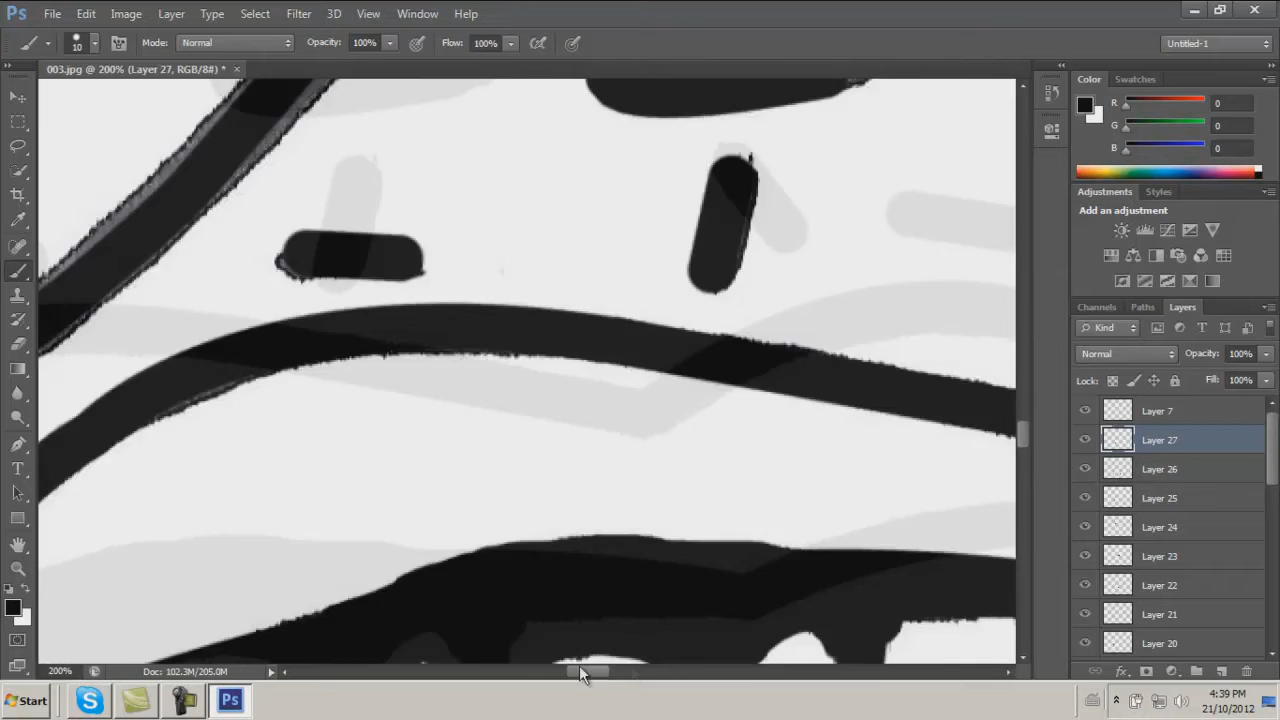 Ps File Edit Image Layer Type Select Filter 3D View Window Help
10 Mode: Normal Opacity: 100% Flow: 100% Untitled-1
003.jpg @ 200% (Layer 27, RGB/8#) * ×
Color Swatches
R 0
G 0
B 0
Adjustments Styles
Add an adjustment
Channels Paths Layers
Kind
Normal Opacity: 100%
Lock: Fill: 100%
Layer 7
Layer 27
Layer 26
Layer 25
Layer 24
Layer 23
Layer 22
Layer 21
Layer 20
200% Doc: 102.3M/205.0M
Start Ps 4:39 PM
21/10/2012